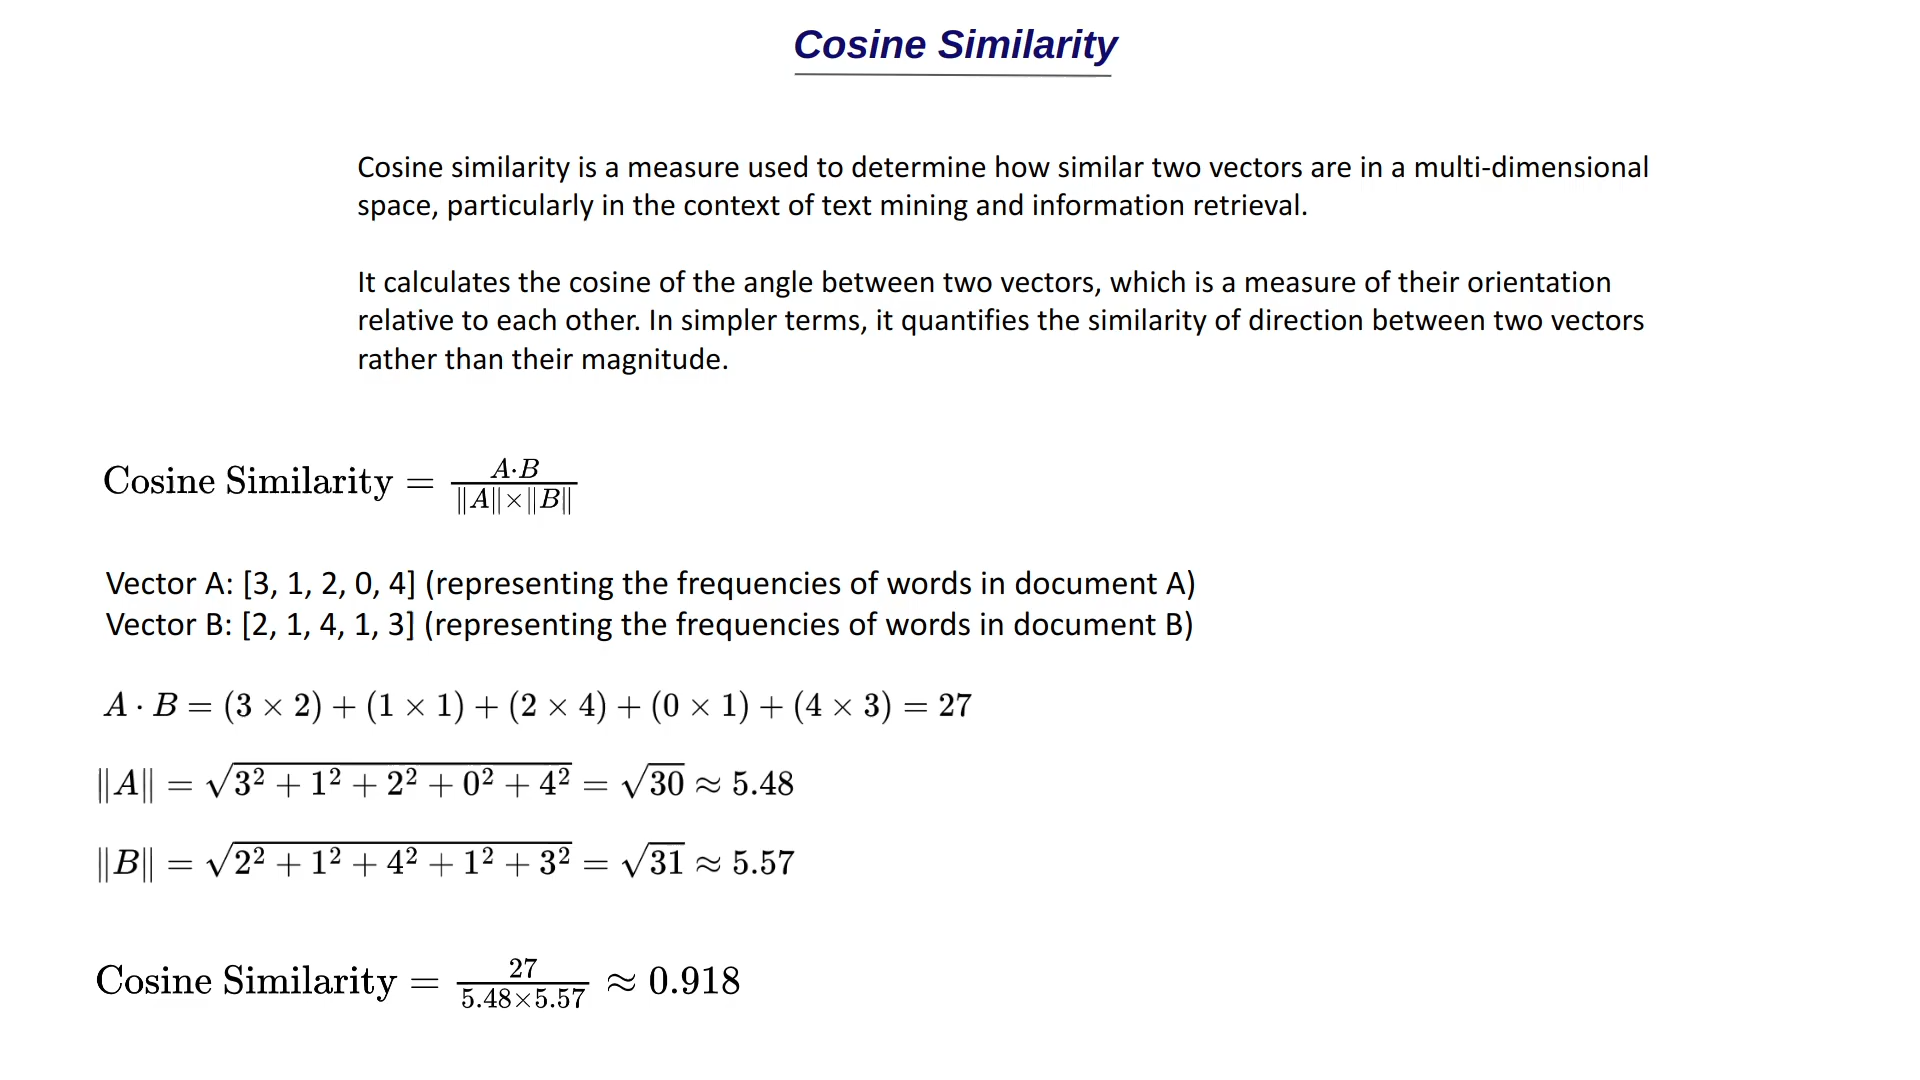 Cosine Similarity
Cosine similarity is a measure used to determine how similar two vectors are in a multi-dimensional
space, particularly in the context of text mining and information retrieval.
It calculates the cosine of the angle between two vectors, which is a measure of their orientation
relative to each other. In simpler terms, it quantifies the similarity of direction between two vectors
rather than their magnitude.
Cosine Similarity = A·B / ‖A‖×‖B‖
Vector A: [3, 1, 2, 0, 4] (representing the frequencies of words in document A)
Vector B: [2, 1, 4, 1, 3] (representing the frequencies of words in document B)
A · B = (3 × 2) + (1 × 1) + (2 × 4) + (0 × 1) + (4 × 3) = 27
‖A‖ = √3² + 1² + 2² + 0² + 4² = √30 ≈ 5.48
‖B‖ = √2² + 1² + 4² + 1² + 3² = √31 ≈ 5.57
Cosine Similarity = 27 / 5.48×5.57 ≈ 0.918